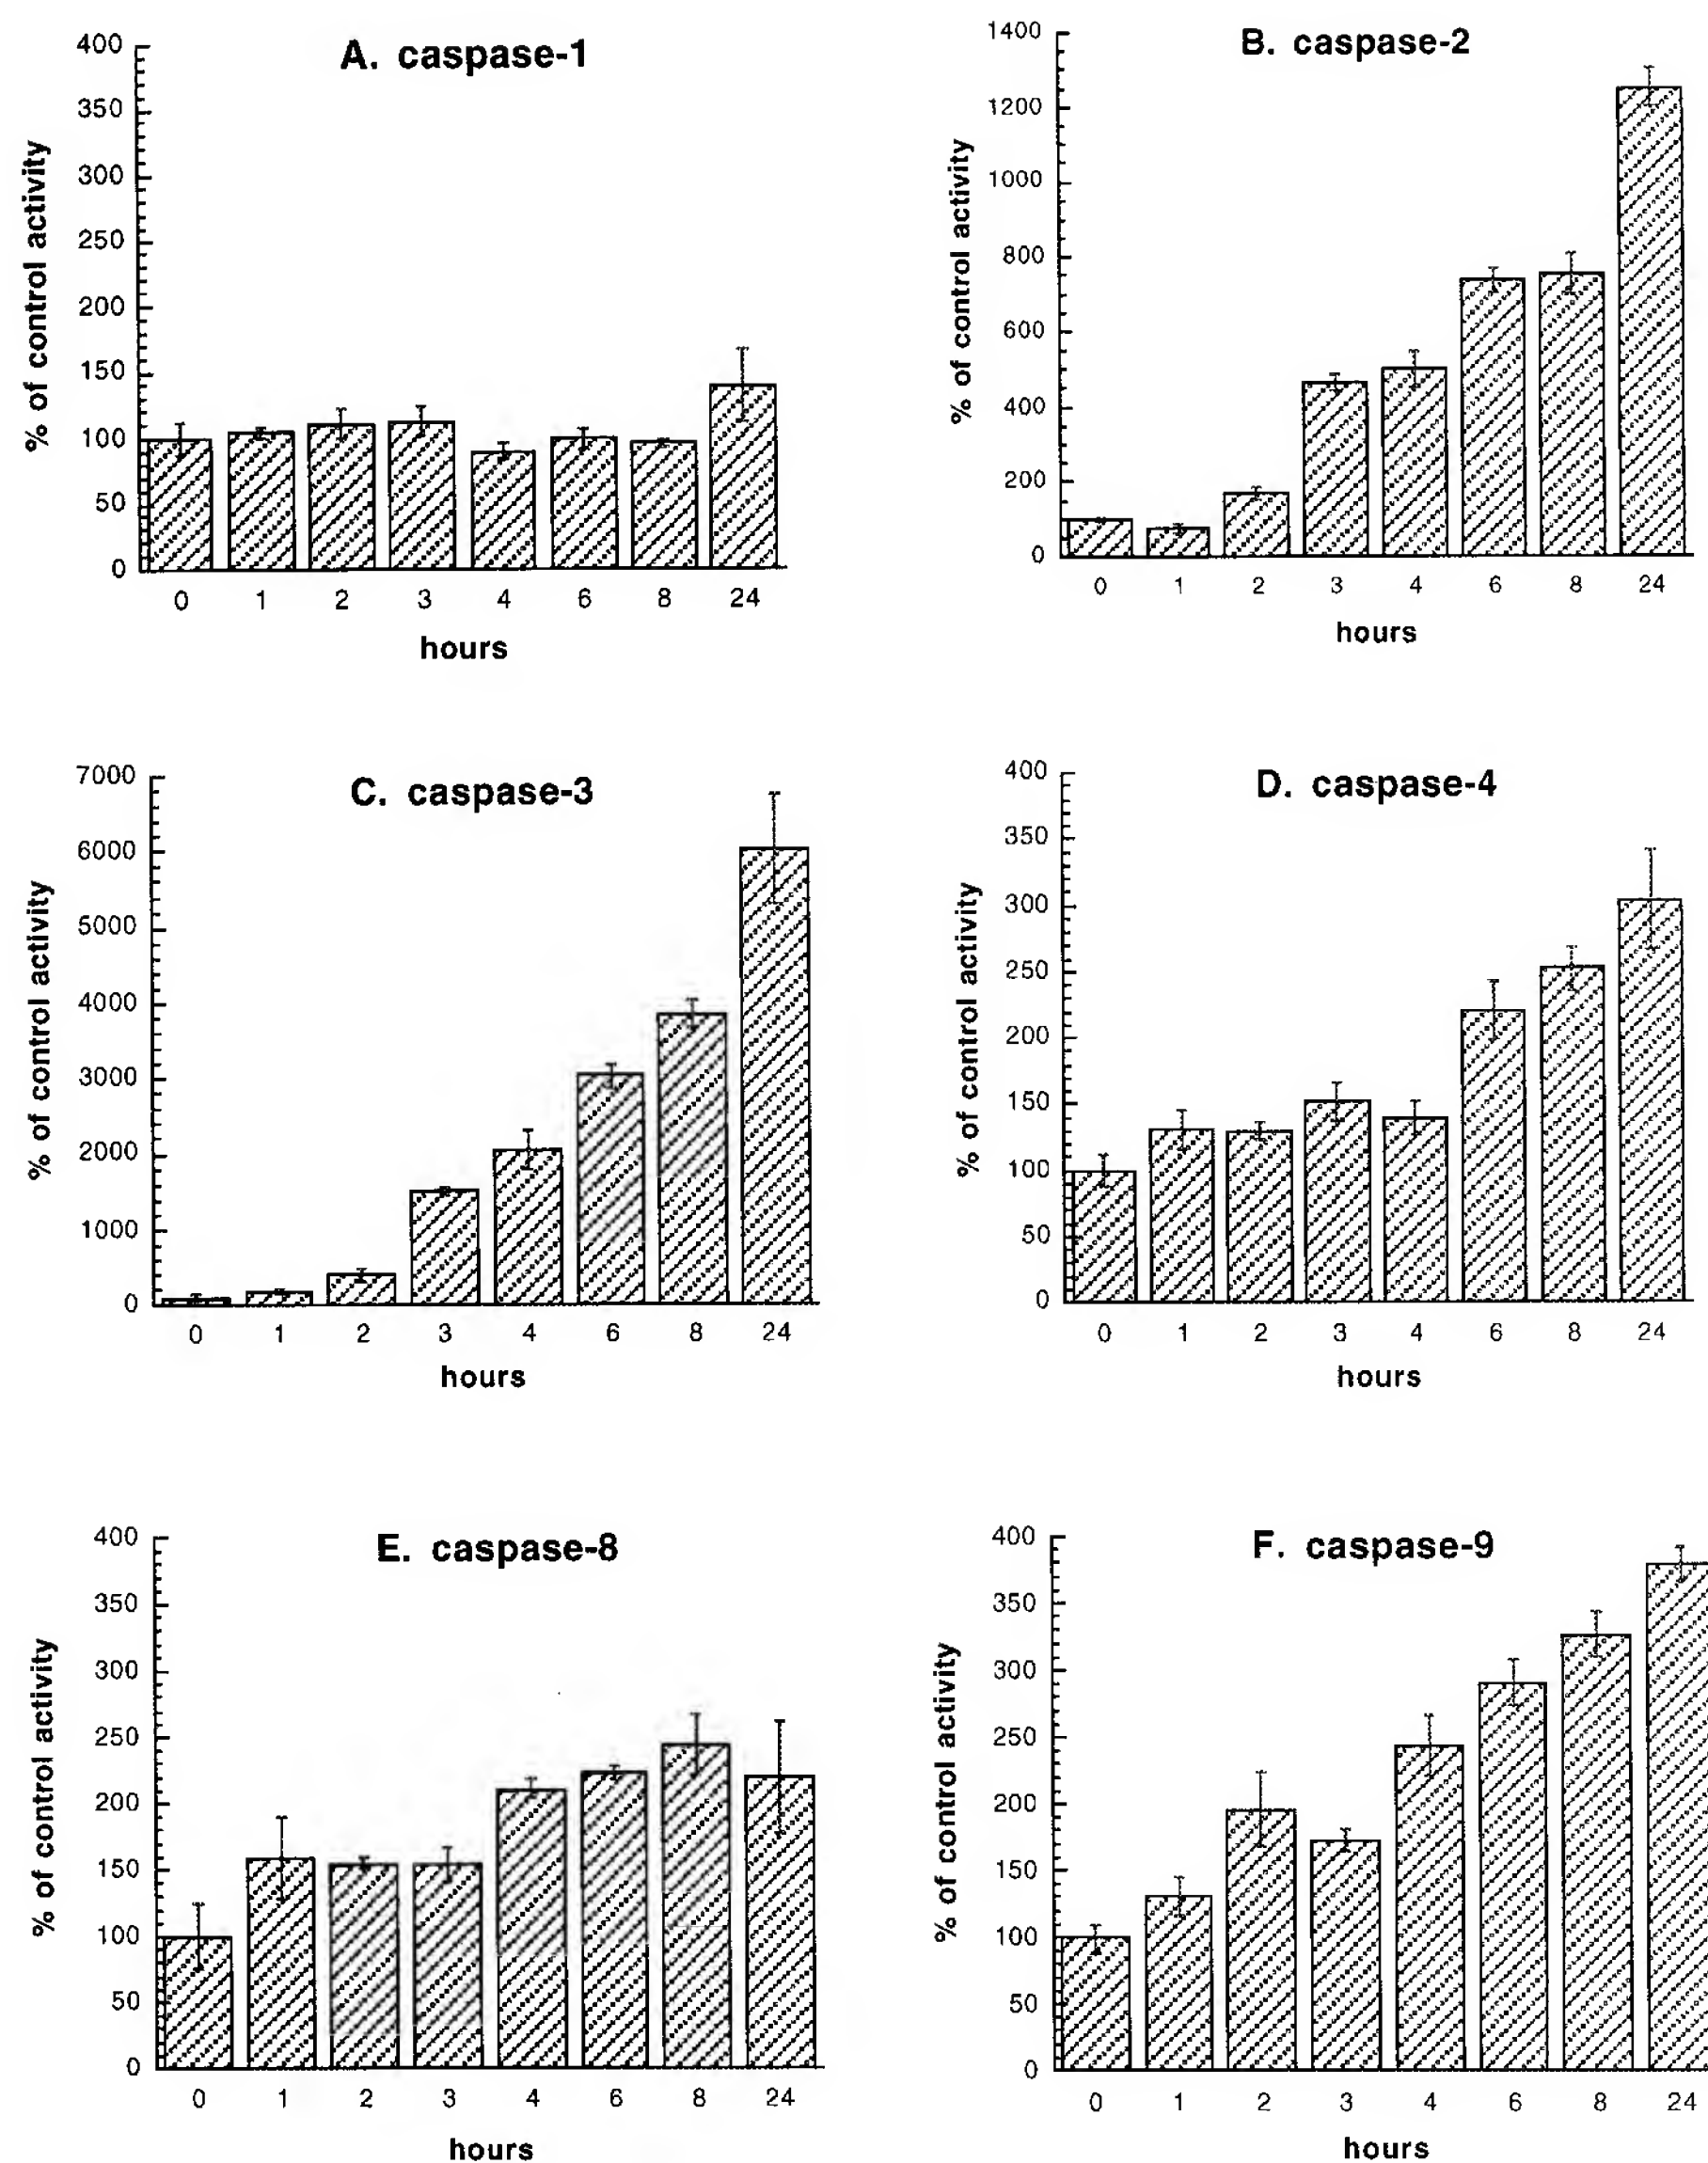 A. caspase-1
400
350
300
250
200
150
100
50
0
% of control activity
0 1 2 3 4 6 8 24
hours
B. caspase-2
1400
1200
1000
800
600
400
200
0
% of control activity
0 1 2 3 4 6 8 24
hours
C. caspase-3
7000
6000
5000
4000
3000
2000
1000
0
% of control activity
0 1 2 3 4 6 8 24
hours
D. caspase-4
400
350
300
250
200
150
100
50
0
% of control activity
0 1 2 3 4 6 8 24
hours
E. caspase-8
400
350
300
250
200
150
100
50
0
% of control activity
0 1 2 3 4 6 8 24
hours
F. caspase-9
400
350
300
250
200
150
100
50
0
% of control activity
0 1 2 3 4 6 8 24
hours